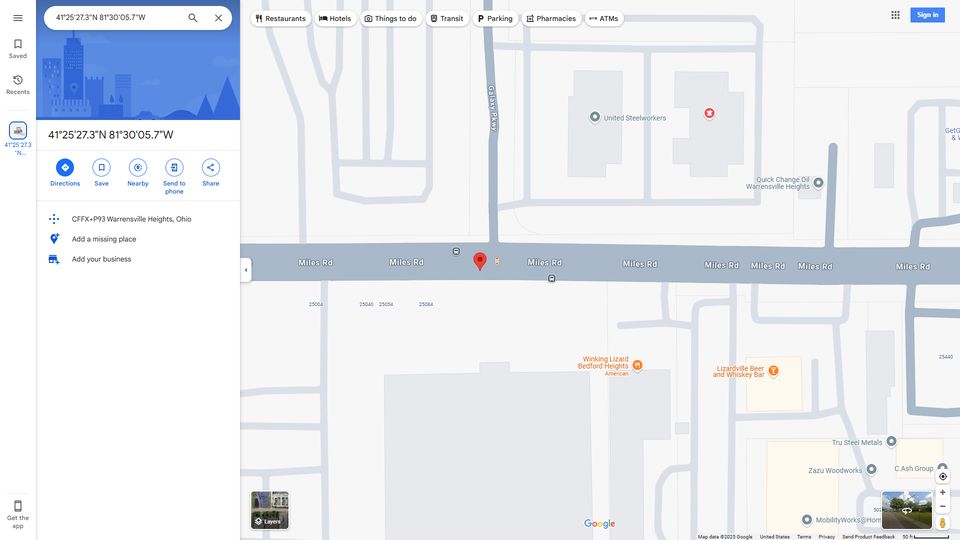 41°25'27.3"N 81°30'05.7"W
Restaurants
Hotels
Things to do
Transit
Parking
Pharmacies
ATMs
Sign in
Saved
Recents
41°25'27.3
"N...
41°25'27.3"N 81°30'05.7"W
Directions
Save
Nearby
Send to
phone
Share
CFFX+P93 Warrensville Heights, Ohio
Add a missing place
Add your business
Get the
app
Galaxy Pkwy
United Steelworkers
GetG
& W
Quick Change Oil
Warrensville Heights
Miles Rd
Miles Rd
Miles Rd
Miles Rd
Miles Rd
Miles Rd
Miles Rd
Miles Rd
25004
25040
25054
25084
25440
Winking Lizard
Bedford Heights
American
Lizardville Beer
and Whiskey Bar
Tru Steel Metals
Zazu Woodworks
C.Ash Group
MobilityWorks@Hom
Layers
Google
Map data ©2025 Google
United States
Terms
Privacy
Send Product Feedback
50 ft